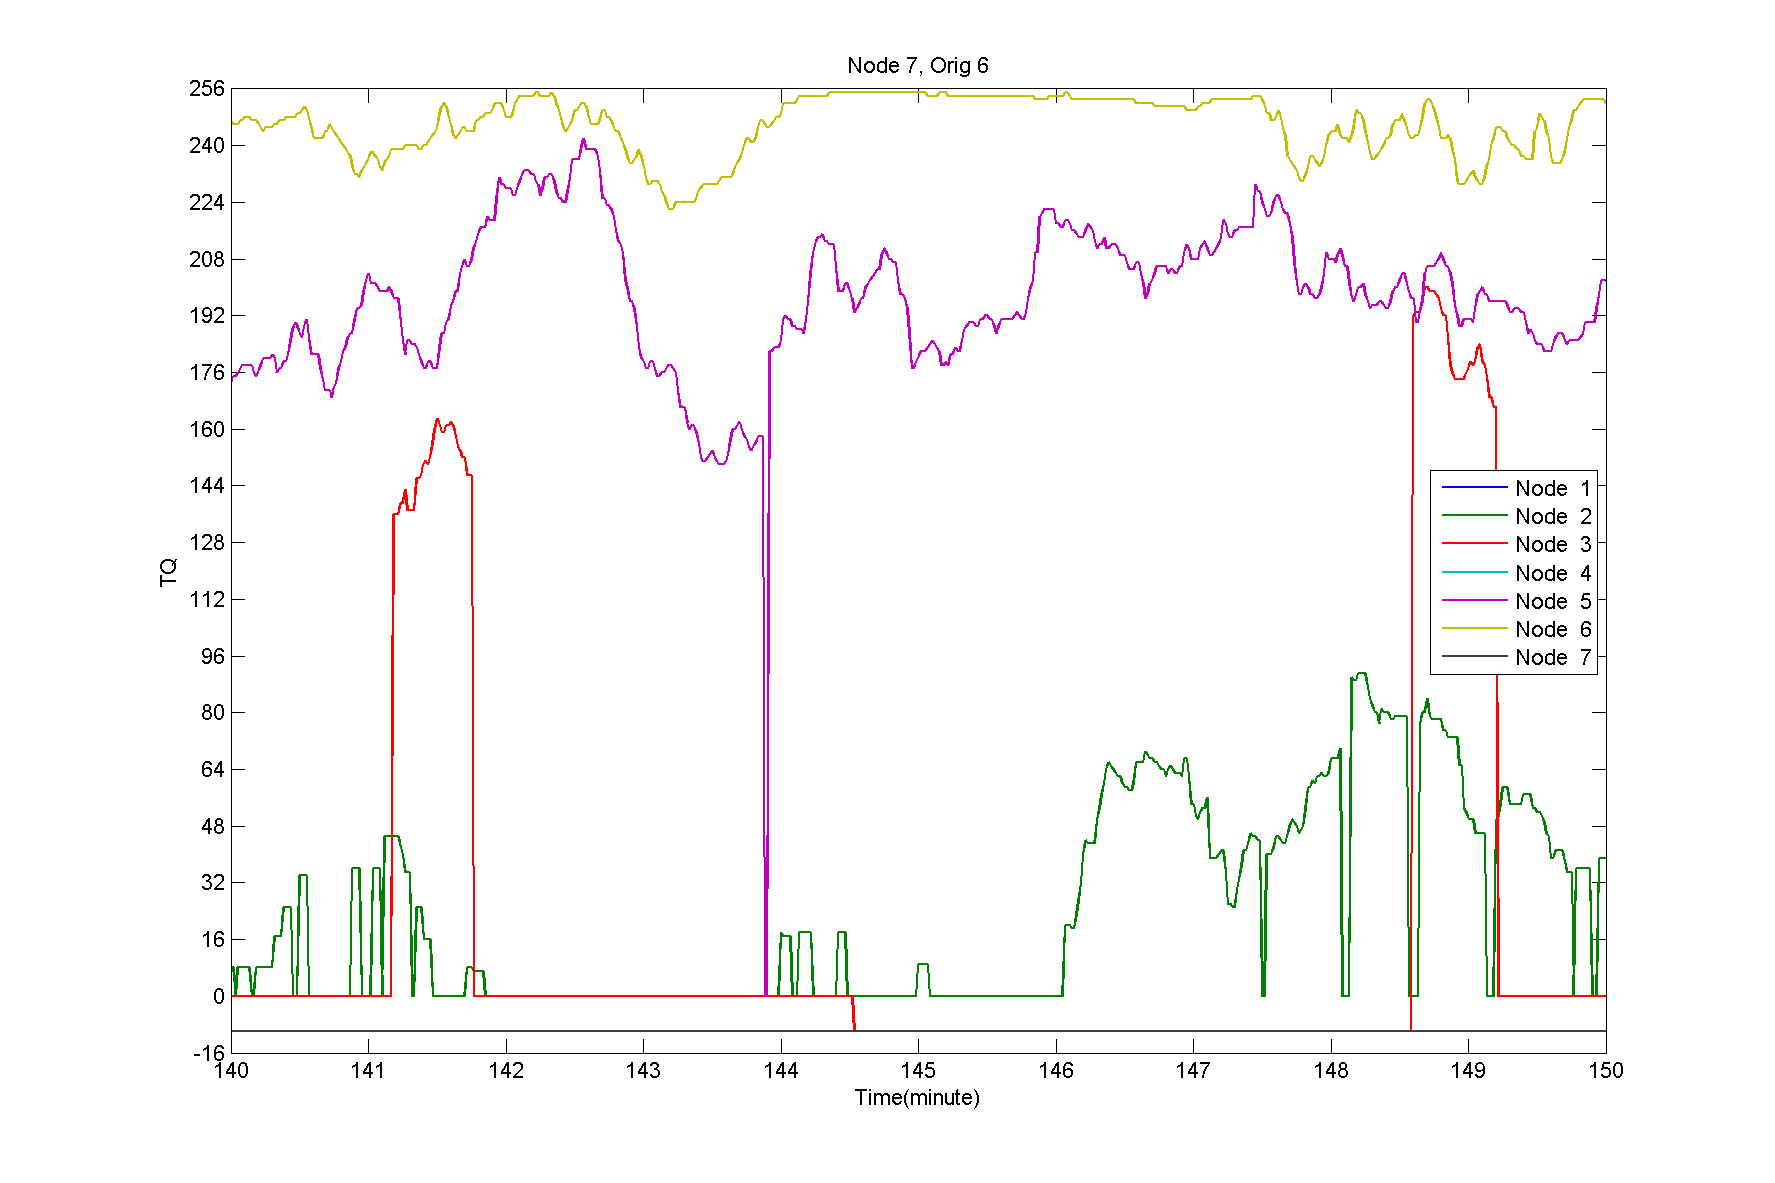 Node 7, Orig 6
256
240
224
208
192
176
160
144
128
112
96
80
64
48
32
16
0
-16
TQ
140 141 142 143 144 145 146 147 148 149 150
Time(minute)
Node 1
Node 2
Node 3
Node 4
Node 5
Node 6
Node 7